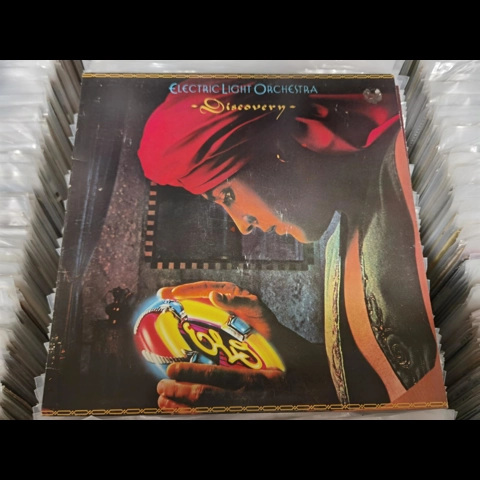 ELECTRIC LIGHT ORCHESTRA
-Discovery-
ELO